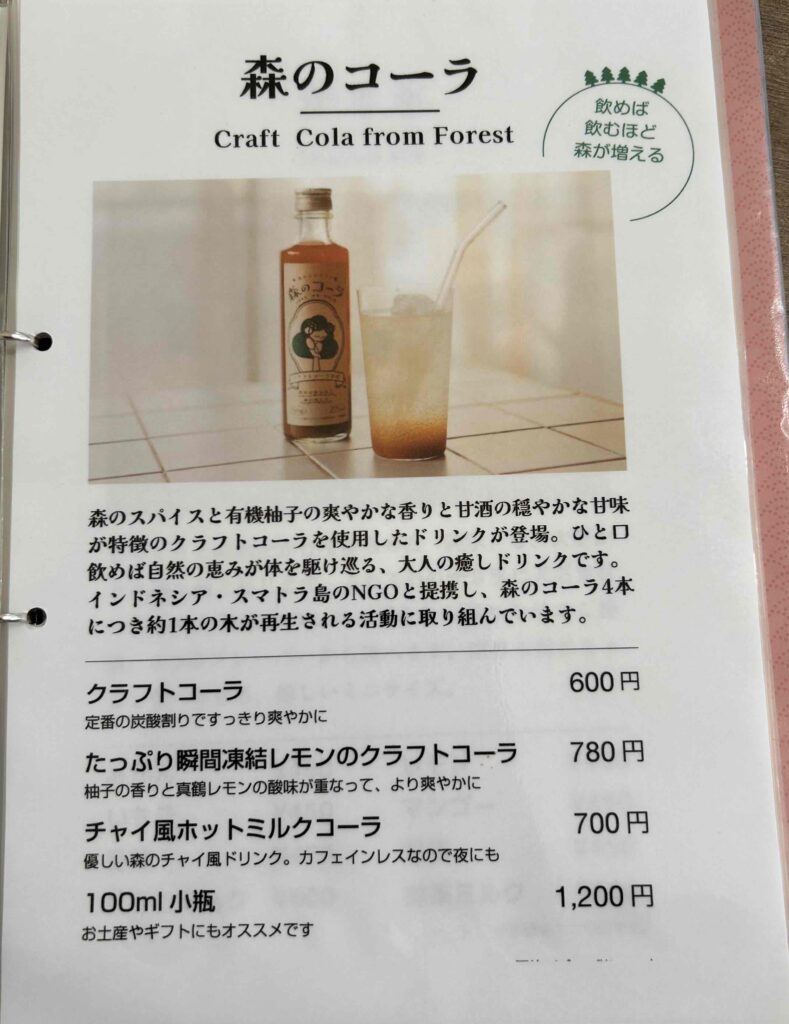 森のコーラ
Craft Cola from Forest
飲めば
飲むほど
森が増える
森のコーラ
森のスパイスと有機柚子の爽やかな香りと甘酒の穏やかな甘味
が特徴のクラフトコーラを使用したドリンクが登場。ひと口
飲めば自然の恵みが体を駆け巡る、大人の癒しドリンクです。
インドネシア・スマトラ島のNGOと提携し、森のコーラ4本
につき約1本の木が再生される活動に取り組んでいます。
クラフトコーラ 600円
定番の炭酸割りですっきり爽やかに
たっぷり瞬間凍結レモンのクラフトコーラ 780円
柚子の香りと真鶴レモンの酸味が重なって、より爽やかに
チャイ風ホットミルクコーラ 700円
優しい森のチャイ風ドリンク。カフェインレスなので夜にも
100ml 小瓶 1,200円
お土産やギフトにもオススメです